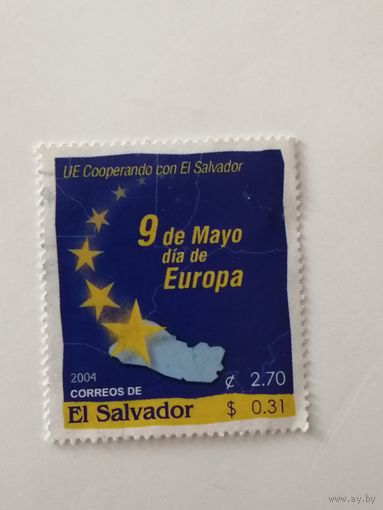 UE Cooperando con El Salvador
9 de Mayo
día de
Europa
2004
¢ 2.70
CORREOS DE
El Salvador
$ 0.31
www.ay.by